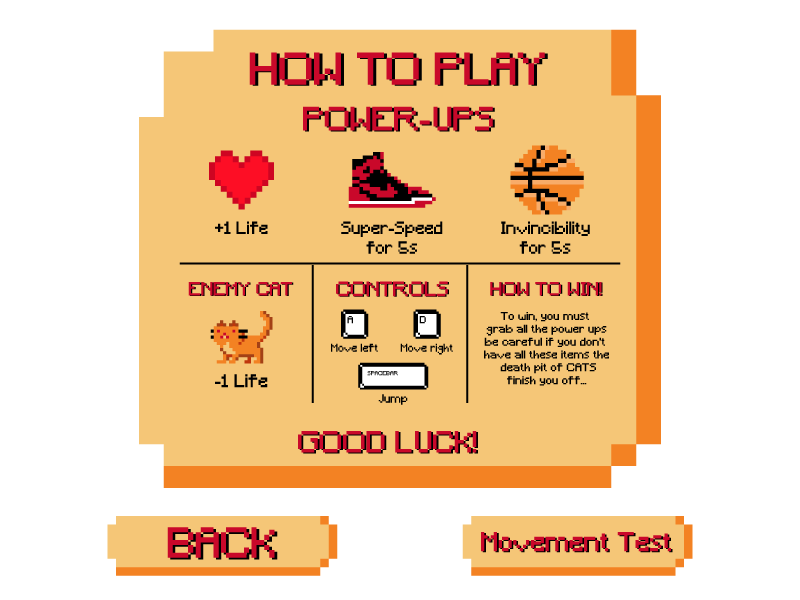 HOW TO PLAY
POWER-UPS
+1 Life
Super-Speed
for 5s
Invincibility
for 5s
ENEMY CAT
-1 Life
CONTROLS
A
D
Move left
Move right
SPACEBAR
Jump
HOW TO WIN!
To win, you must
grab all the power ups
be careful if you don't
have all these items the
death pit of CATS
finish you off...
GOOD LUCK!
BACK
Movement Test